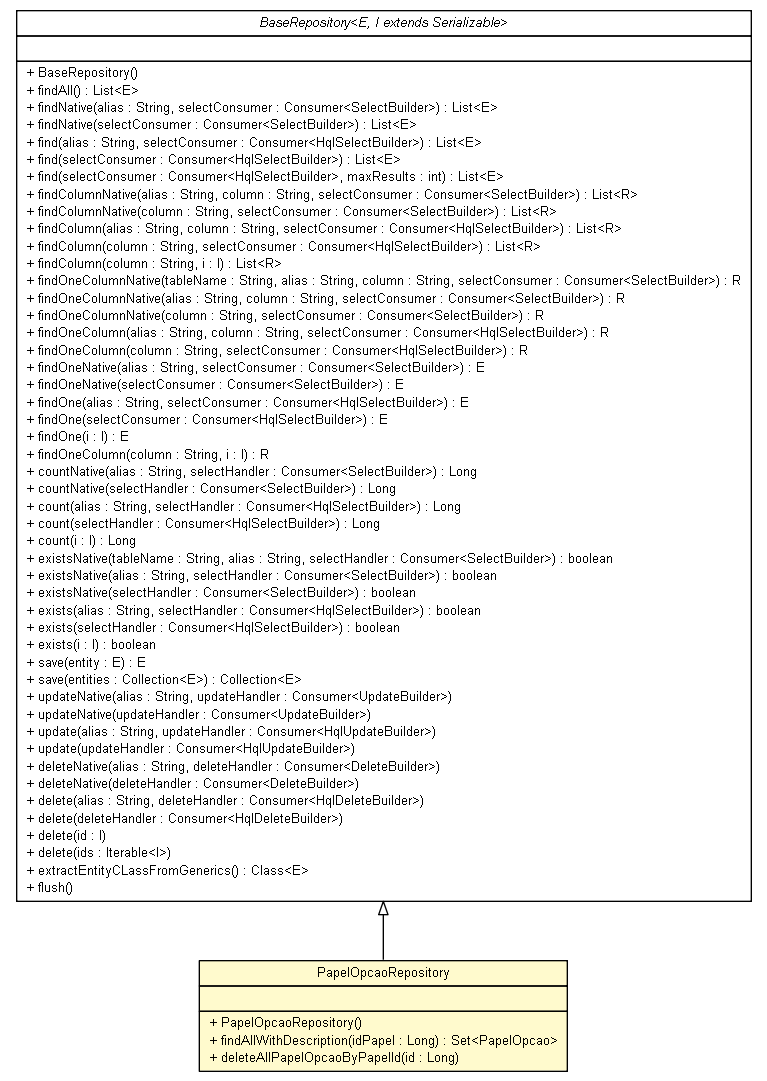 BaseRepository<E, I extends Serializable>
+ BaseRepository()
+ findAll() : List<E>
+ findNative(alias : String, selectConsumer : Consumer<SelectBuilder>) : List<E>
+ findNative(selectConsumer : Consumer<SelectBuilder>) : List<E>
+ find(alias : String, selectConsumer : Consumer<HqlSelectBuilder>) : List<E>
+ find(selectConsumer : Consumer<HqlSelectBuilder>) : List<E>
+ find(selectConsumer : Consumer<HqlSelectBuilder>, maxResults : int) : List<E>
+ findColumnNative(alias : String, column : String, selectConsumer : Consumer<SelectBuilder>) : List<R>
+ findColumnNative(column : String, selectConsumer : Consumer<SelectBuilder>) : List<R>
+ findColumn(alias : String, column : String, selectConsumer : Consumer<HqlSelectBuilder>) : List<R>
+ findColumn(column : String, selectConsumer : Consumer<HqlSelectBuilder>) : List<R>
+ findColumn(column : String, i : I) : List<R>
+ findOneColumnNative(tableName : String, alias : String, column : String, selectConsumer : Consumer<SelectBuilder>) : R
+ findOneColumnNative(alias : String, column : String, selectConsumer : Consumer<SelectBuilder>) : R
+ findOneColumnNative(column : String, selectConsumer : Consumer<SelectBuilder>) : R
+ findOneColumn(alias : String, column : String, selectConsumer : Consumer<HqlSelectBuilder>) : R
+ findOneColumn(column : String, selectConsumer : Consumer<HqlSelectBuilder>) : R
+ findOneNative(alias : String, selectConsumer : Consumer<SelectBuilder>) : E
+ findOneNative(selectConsumer : Consumer<SelectBuilder>) : E
+ findOne(alias : String, selectConsumer : Consumer<HqlSelectBuilder>) : E
+ findOne(selectConsumer : Consumer<HqlSelectBuilder>) : E
+ findOne(i : I) : E
+ findOneColumn(column : String, i : I) : R
+ countNative(alias : String, selectHandler : Consumer<SelectBuilder>) : Long
+ countNative(selectHandler : Consumer<SelectBuilder>) : Long
+ count(alias : String, selectHandler : Consumer<HqlSelectBuilder>) : Long
+ count(selectHandler : Consumer<HqlSelectBuilder>) : Long
+ count(i : I) : Long
+ existsNative(tableName : String, alias : String, selectHandler : Consumer<SelectBuilder>) : boolean
+ existsNative(alias : String, selectHandler : Consumer<SelectBuilder>) : boolean
+ existsNative(selectHandler : Consumer<SelectBuilder>) : boolean
+ exists(alias : String, selectHandler : Consumer<HqlSelectBuilder>) : boolean
+ exists(selectHandler : Consumer<HqlSelectBuilder>) : boolean
+ exists(i : I) : boolean
+ save(entity : E) : E
+ save(entities : Collection<E>) : Collection<E>
+ updateNative(alias : String, updateHandler : Consumer<UpdateBuilder>)
+ updateNative(updateHandler : Consumer<UpdateBuilder>)
+ update(alias : String, updateHandler : Consumer<HqlUpdateBuilder>)
+ update(updateHandler : Consumer<HqlUpdateBuilder>)
+ deleteNative(alias : String, deleteHandler : Consumer<DeleteBuilder>)
+ deleteNative(deleteHandler : Consumer<DeleteBuilder>)
+ delete(alias : String, deleteHandler : Consumer<HqlDeleteBuilder>)
+ delete(deleteHandler : Consumer<HqlDeleteBuilder>)
+ delete(id : I)
+ delete(ids : Iterable<I>)
+ extractEntityCLassFromGenerics() : Class<E>
+ flush()
PapelOpcaoRepository
+ PapelOpcaoRepository()
+ findAllWithDescription(idPapel : Long) : Set<PapelOpcao>
+ deleteAllPapelOpcaoByPapelId(id : Long)